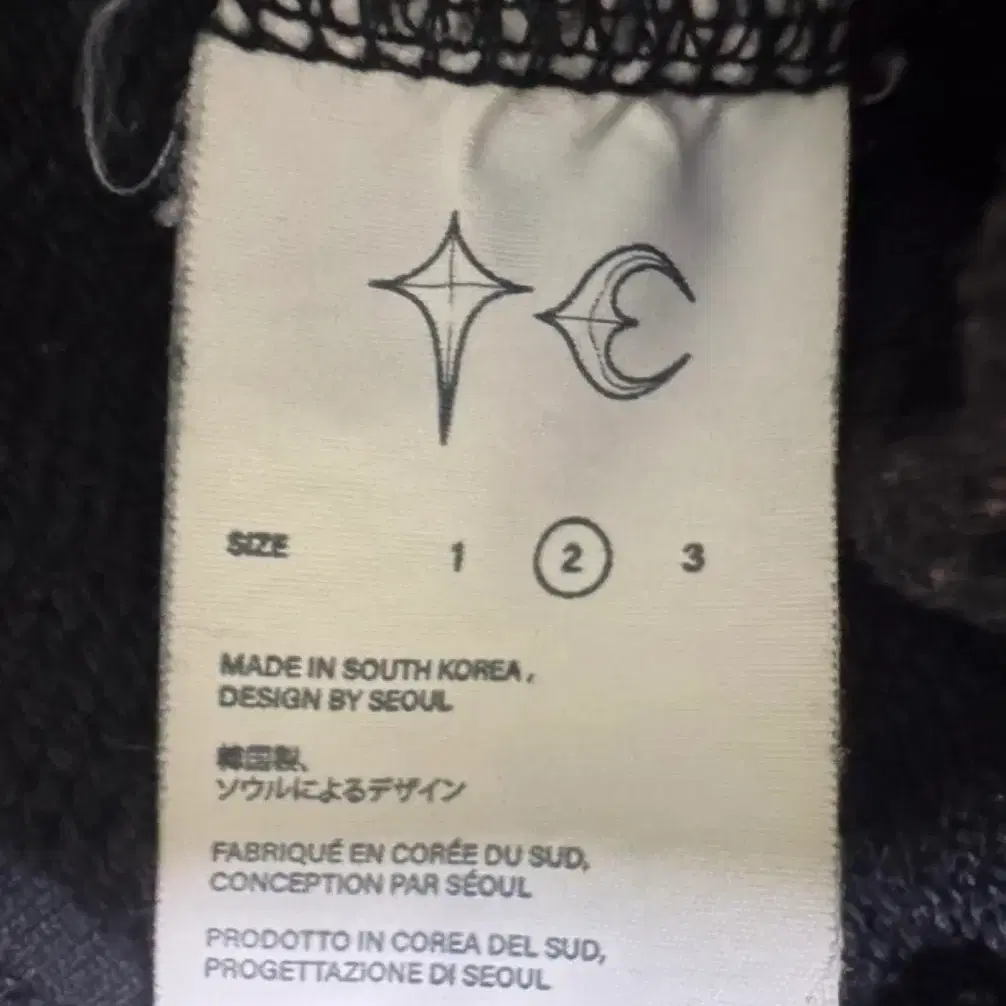 SIZE 1 2 3
MADE IN SOUTH KOREA,
DESIGN BY SEOUL
韓国製、
ソウルによるデザイン
FABRIQUÉ EN CORÉE DU SUD,
CONCEPTION PAR SÉOUL
PRODOTTO IN COREA DEL SUD,
PROGETTAZIONE DI SEOUL